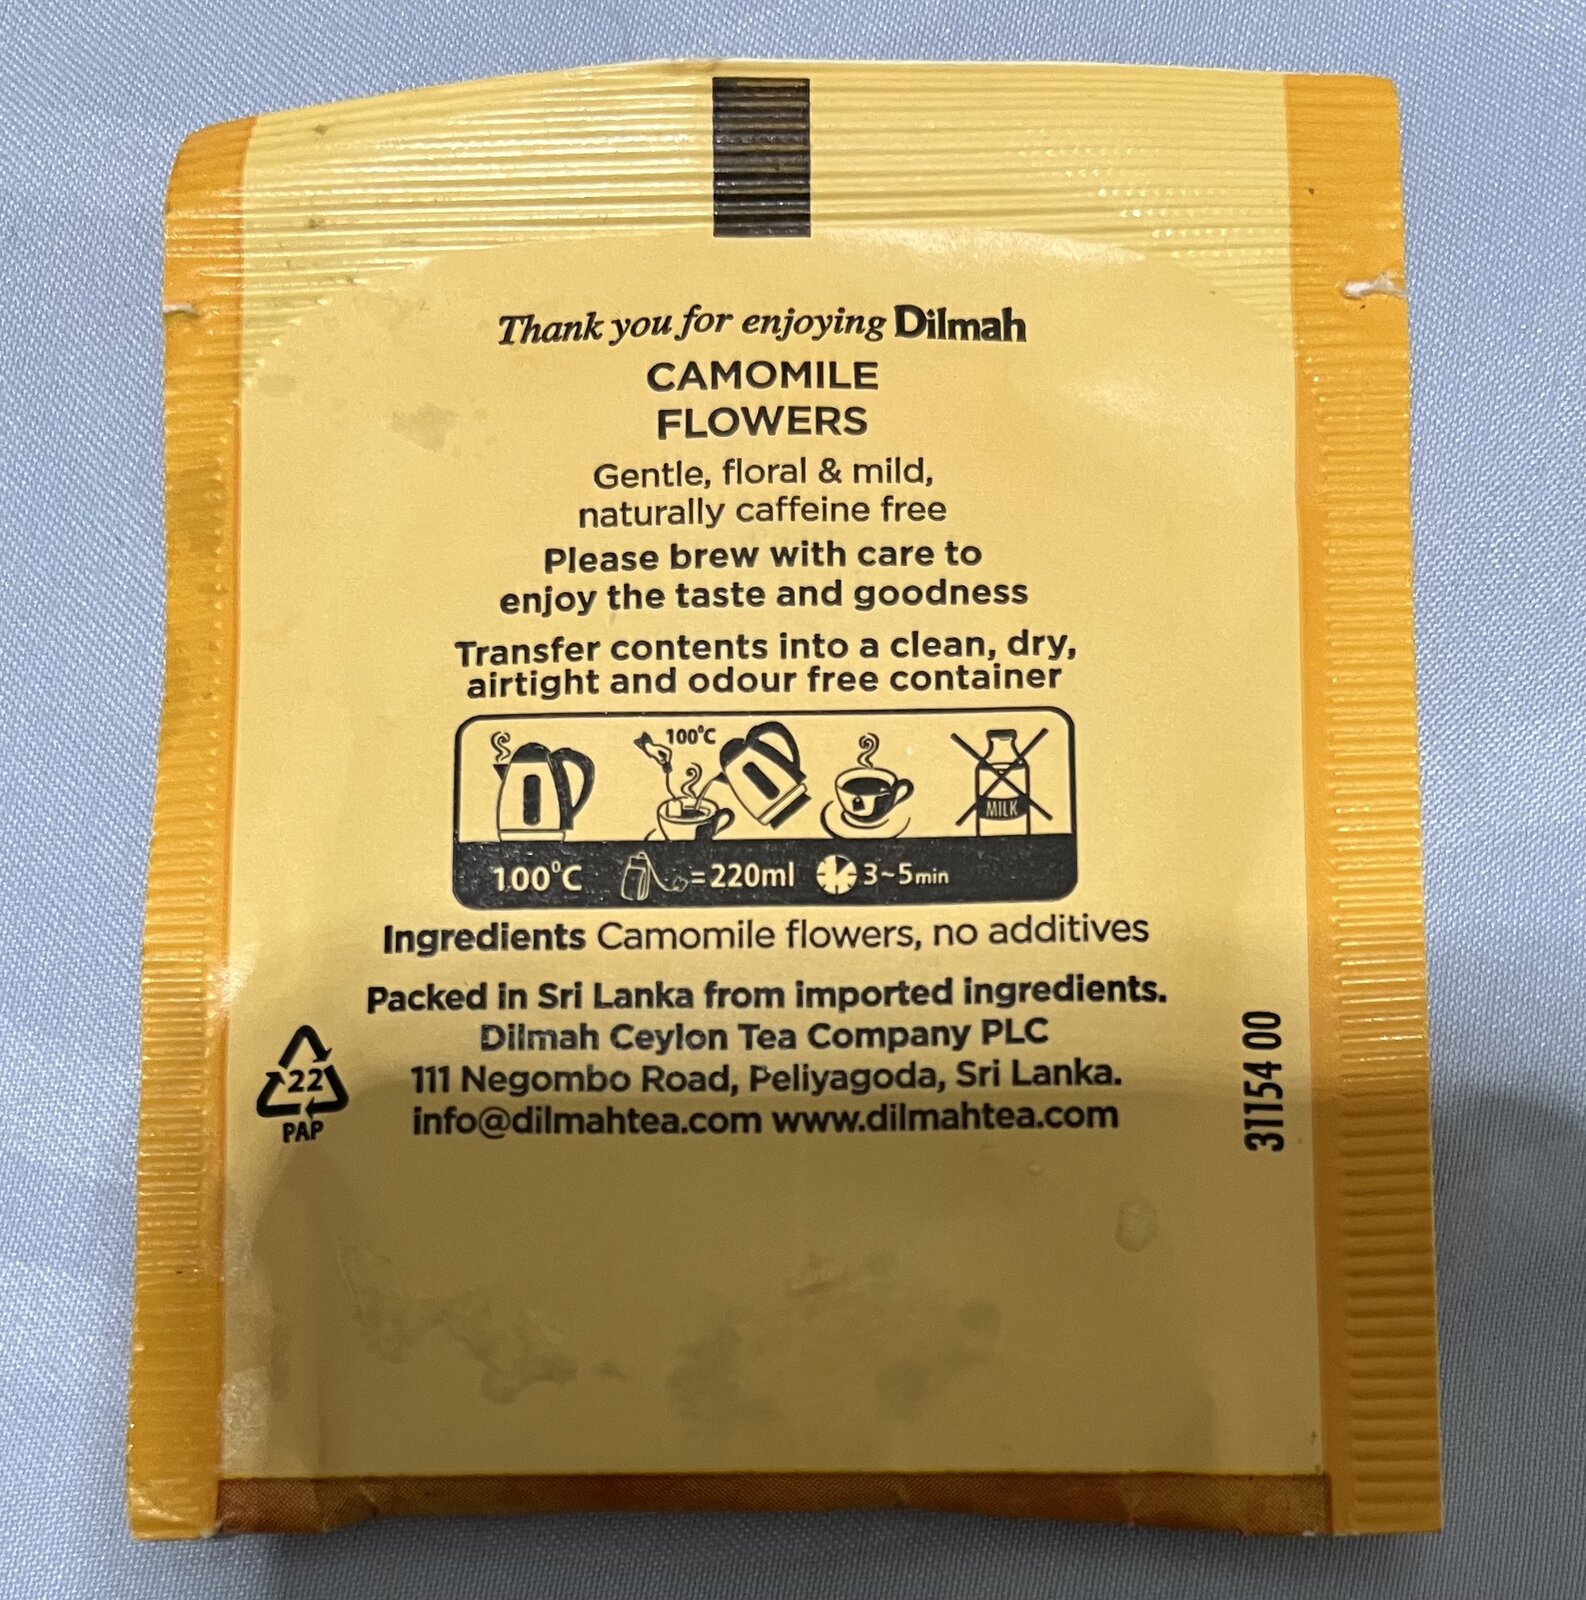 Thank you for enjoying Dilmah
CAMOMILE
FLOWERS
Gentle, floral & mild,
naturally caffeine free
Please brew with care to
enjoy the taste and goodness
Transfer contents into a clean, dry,
airtight and odour free container
100°C
MILK
100°C =220ml 3~5min
Ingredients Camomile flowers, no additives
Packed in Sri Lanka from imported ingredients.
Dilmah Ceylon Tea Company PLC
111 Negombo Road, Peliyagoda, Sri Lanka.
info@dilmahtea.com www.dilmahtea.com
22
PAP
31154 00